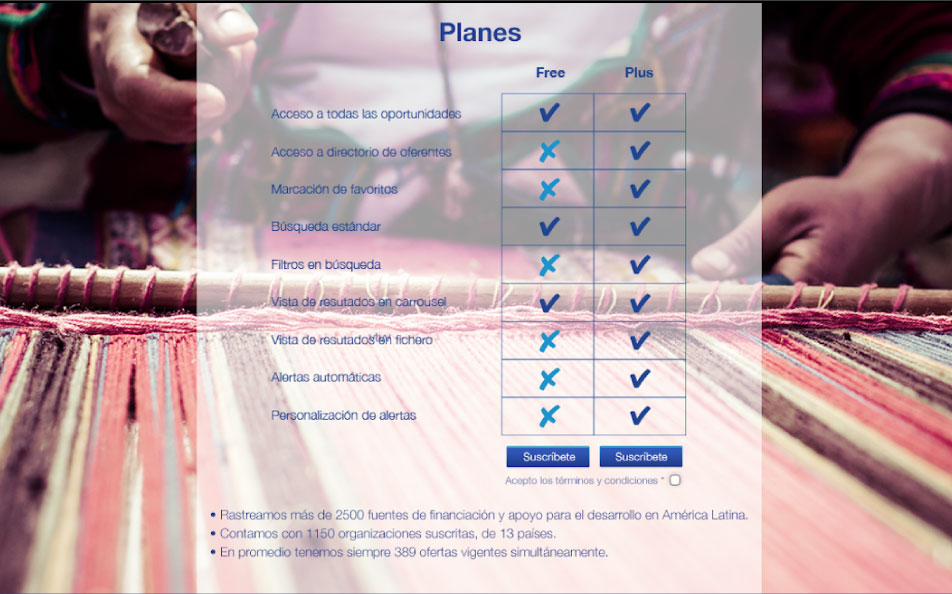 Planes
Free Plus
Acceso a todas las oportunidades ✔ ✔
Acceso a directorio de oferentes ✘ ✔
Marcación de favoritos ✘ ✔
Búsqueda estándar ✔ ✔
Filtros en búsqueda ✘ ✔
Vista de resutados en carrousel ✔ ✔
Vista de resutados en fichero ✘ ✔
Alertas automáticas ✘ ✔
Personalización de alertas ✘ ✔
Suscríbete Suscríbete
Acepto los términos y condiciones *
• Rastreamos más de 2500 fuentes de financiación y apoyo para el desarrollo en América Latina.
• Contamos con 1150 organizaciones suscritas, de 13 países.
• En promedio tenemos siempre 389 ofertas vigentes simultáneamente.